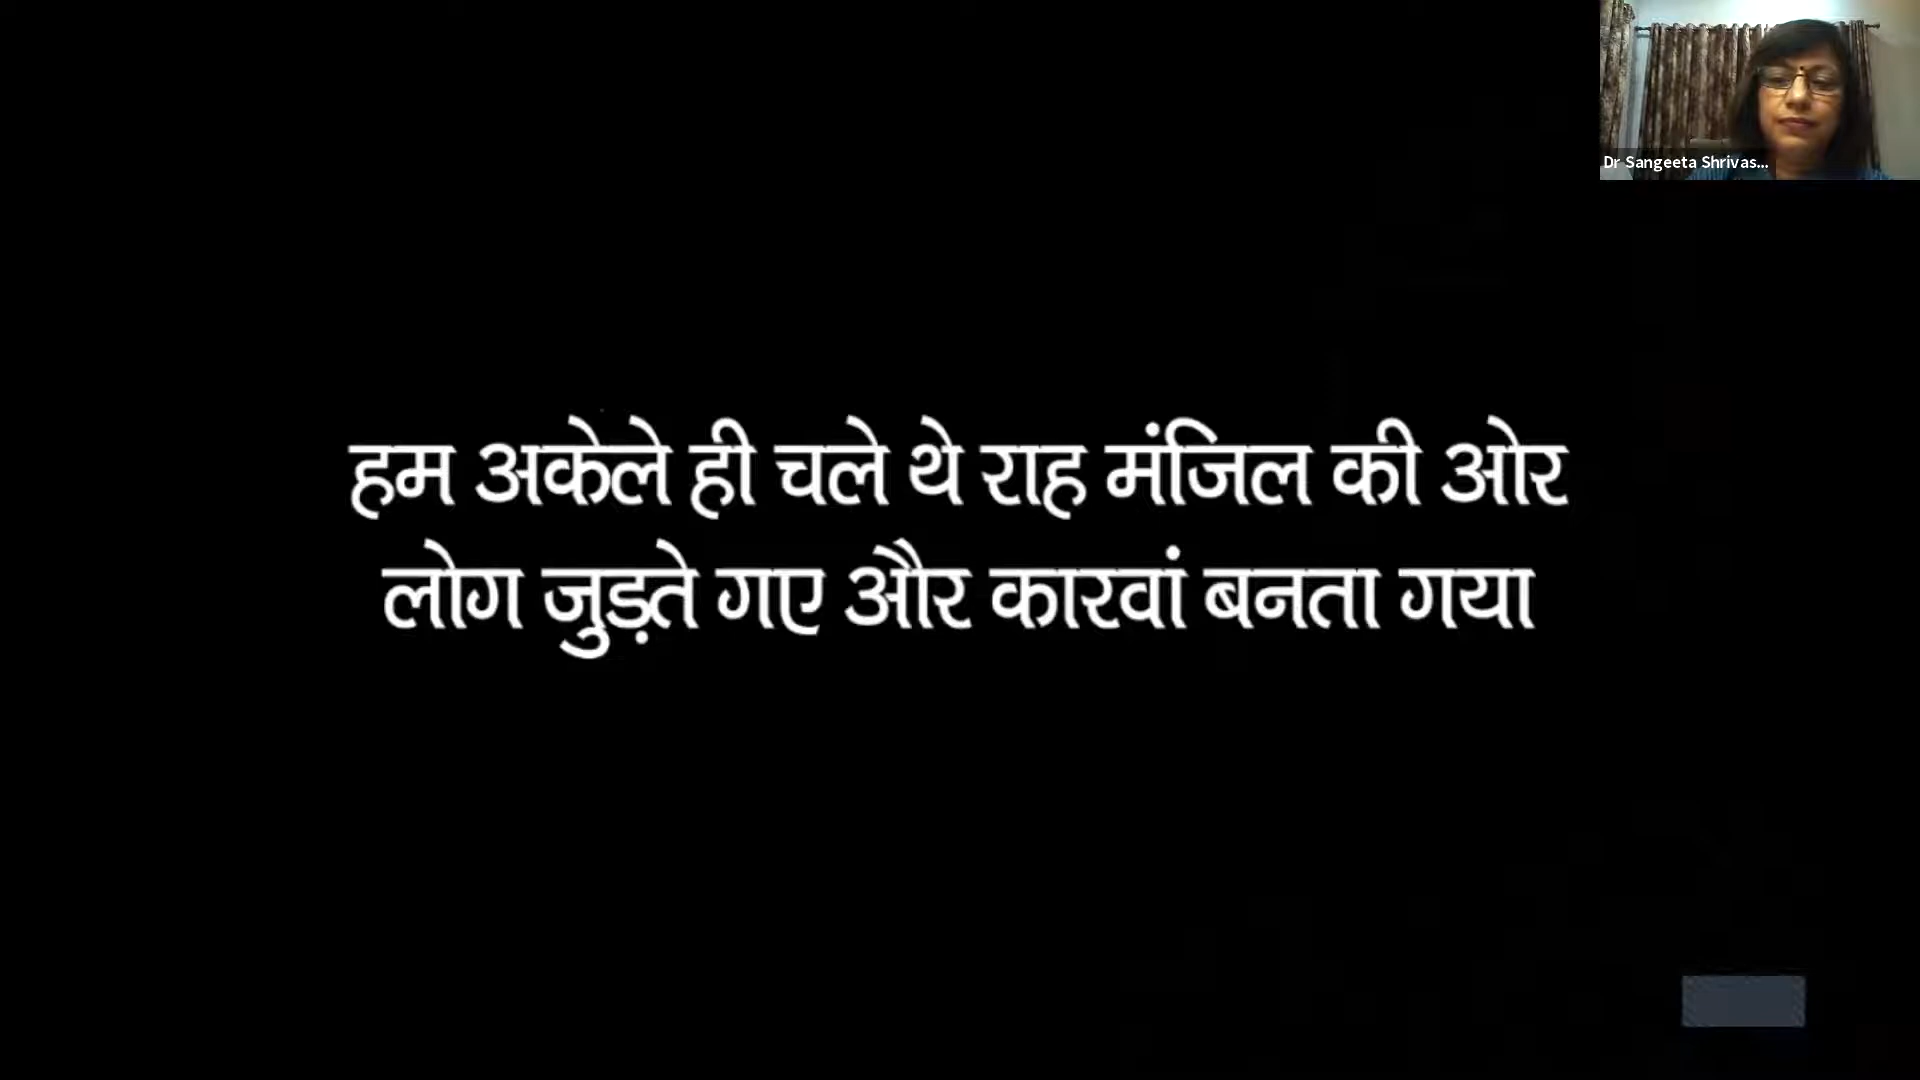 Dr Sangeeta Shrivas...
हम अकेले ही चले थे राह मंजिल की ओर
लोग जुड़ते गए और कारवां बनता गया